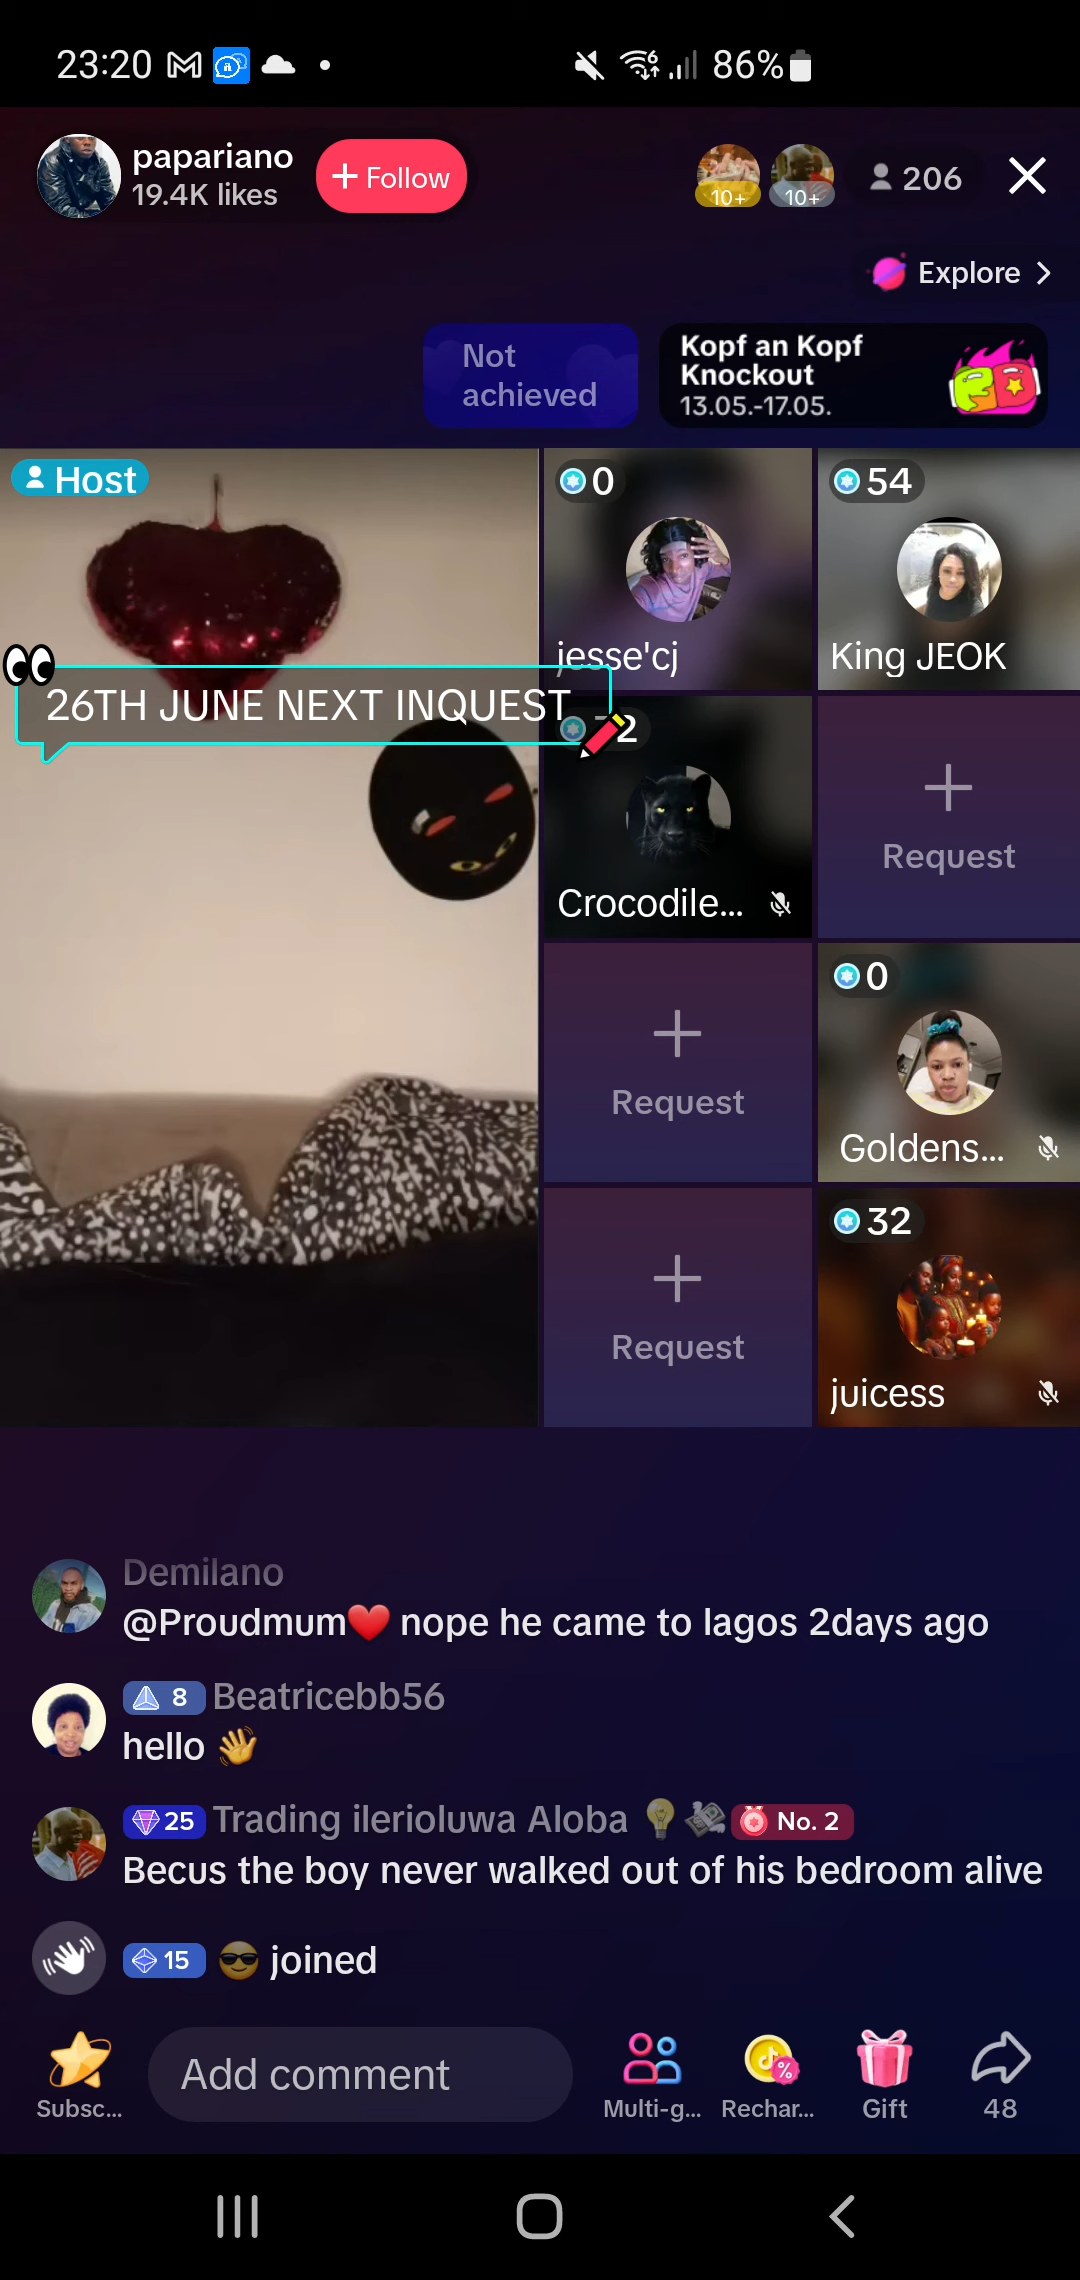 23:20
86%
papariano
19.4K likes
+ Follow
10+
10+
206
Explore >
Not
achieved
Kopf an Kopf
Knockout
13.05.-17.05.
Host
0
jesse'cj
54
King JEOK
26TH JUNE NEXT INQUEST
2
Crocodile...
Request
Request
0
Goldens...
Request
32
juicess
Demilano
@Proudmum❤️ nope he came to lagos 2days ago
8 Beatricebb56
hello 👋
25 Trading ilerioluwa Aloba 💡💸 No. 2
Becus the boy never walked out of his bedroom alive
15 😎 joined
Subsc...
Add comment
Multi-g...
Rechar...
Gift
48